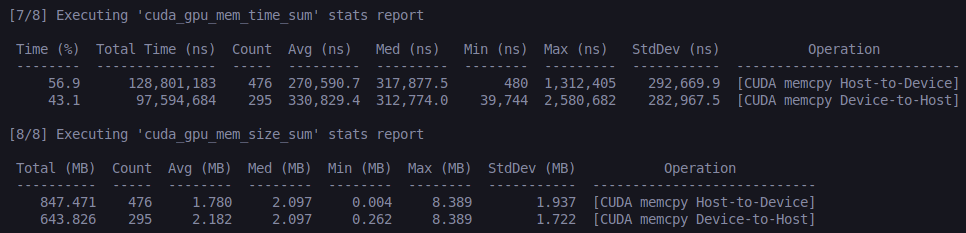 [7/8] Executing 'cuda_gpu_mem_time_sum' stats report
Time (%) Total Time (ns) Count Avg (ns) Med (ns) Min (ns) Max (ns) StdDev (ns) Operation
-------- --------------- ----- --------- --------- -------- --------- ----------- ----------------------------
56.9 128,801,183 476 270,590.7 317,877.5 480 1,312,405 292,669.9 [CUDA memcpy Host-to-Device]
43.1 97,594,684 295 330,829.4 312,774.0 39,744 2,580,682 282,967.5 [CUDA memcpy Device-to-Host]
[8/8] Executing 'cuda_gpu_mem_size_sum' stats report
Total (MB) Count Avg (MB) Med (MB) Min (MB) Max (MB) StdDev (MB) Operation
---------- ----- -------- -------- -------- -------- ----------- ----------------------------
847.471 476 1.780 2.097 0.004 8.389 1.937 [CUDA memcpy Host-to-Device]
643.826 295 2.182 2.097 0.262 8.389 1.722 [CUDA memcpy Device-to-Host]